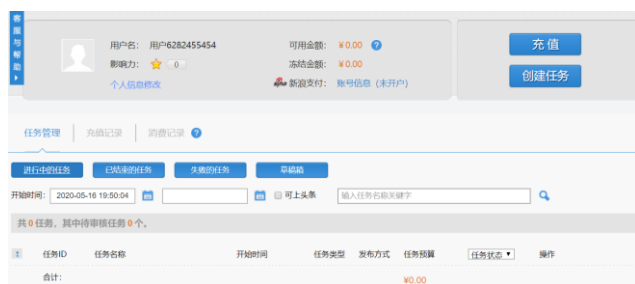 客服与帮助
用户名： 用户6282455454
可用金额： ¥0.00 ?
充值
影响力： 0
冻结金额： ¥0.00
个人信息修改
新浪支付： 账号信息 (未开户)
创建任务
任务管理 充值记录 消费记录 ?
进行中的任务 已结束的任务 失败的任务 草稿箱
开始时间： 2020-05-16 19:50:04 可上头条 输入任务名称关键字
共0任务，其中待审核任务0个。
任务ID 任务名称 开始时间 任务类型 发布方式 任务预算 任务状态 操作
合计： ¥0.00